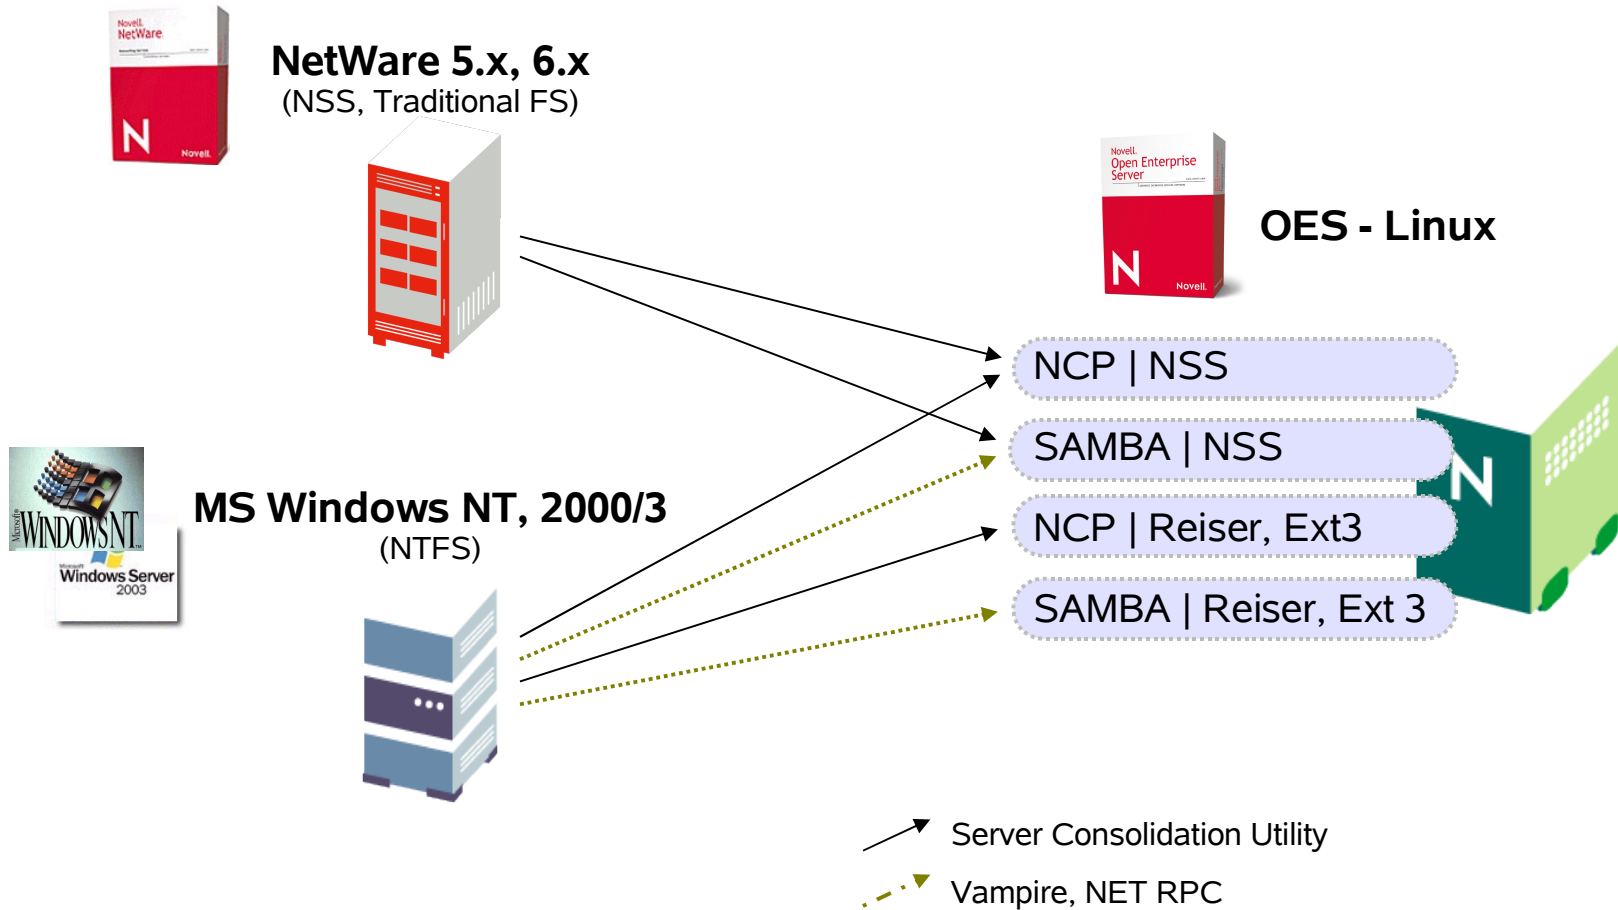 Novell.
NetWare.
N
Novell.
NetWare 5.x, 6.x
(NSS, Traditional FS)
Novell.
Open Enterprise
Server
N
Novell.
OES - Linux
NCP | NSS
SAMBA | NSS
NCP | Reiser, Ext3
SAMBA | Reiser, Ext 3
N
Microsoft
WINDOWS NT.
Microsoft
Windows Server
2003
MS Windows NT, 2000/3
(NTFS)
Server Consolidation Utility
Vampire, NET RPC